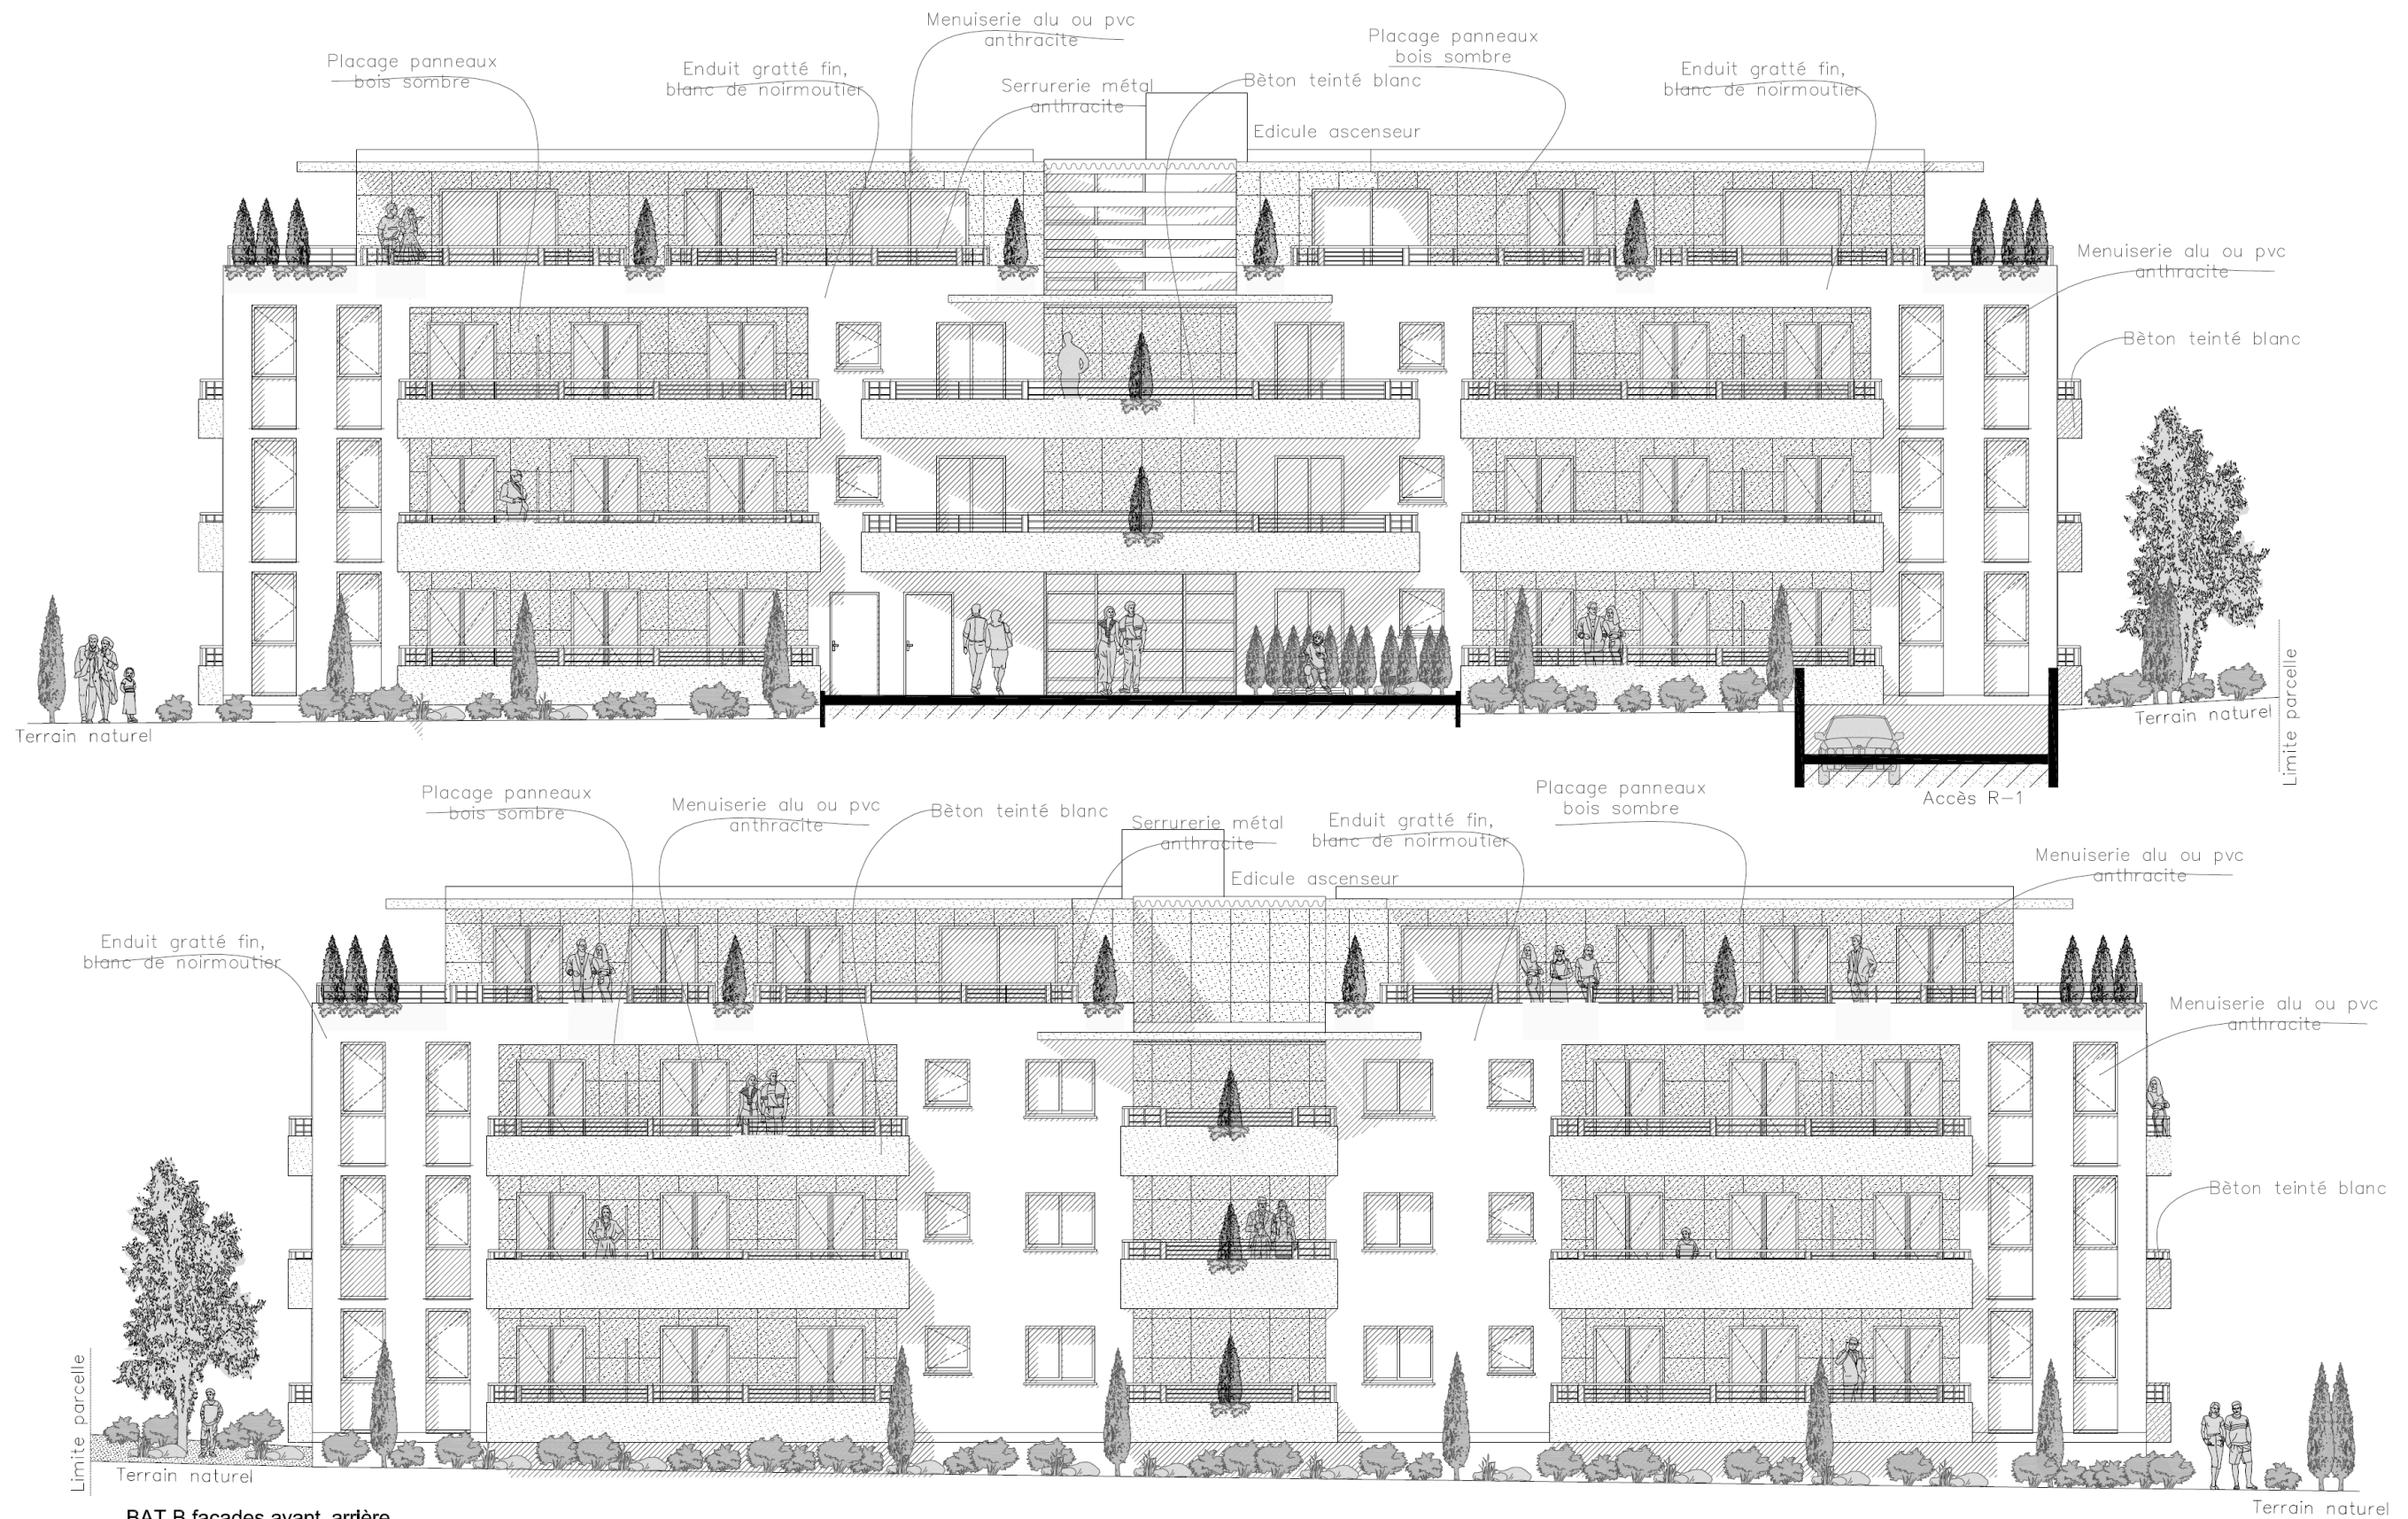 Menuiserie alu ou pvc
anthracite
Placage panneaux
bois sombre
Placage panneaux
bois sombre
Enduit gratté fin,
blanc de noirmoutier
Serrurerie métal
anthracite
Bèton teinté blanc
Enduit gratté fin,
blanc de noirmoutier
Edicule ascenseur
Menuiserie alu ou pvc
anthracite
Bèton teinté blanc
Terrain naturel
Terrain naturel
Limite parcelle
Accès R-1
Placage panneaux
bois sombre
Menuiserie alu ou pvc
anthracite
Bèton teinté blanc
Serrurerie métal
anthracite
Enduit gratté fin,
blanc de noirmoutier
Placage panneaux
bois sombre
Menuiserie alu ou pvc
anthracite
Edicule ascenseur
Enduit gratté fin,
blanc de noirmoutier
Menuiserie alu ou pvc
anthracite
Bèton teinté blanc
Limite parcelle
Terrain naturel
Terrain naturel
BAT B façades avant, arrière